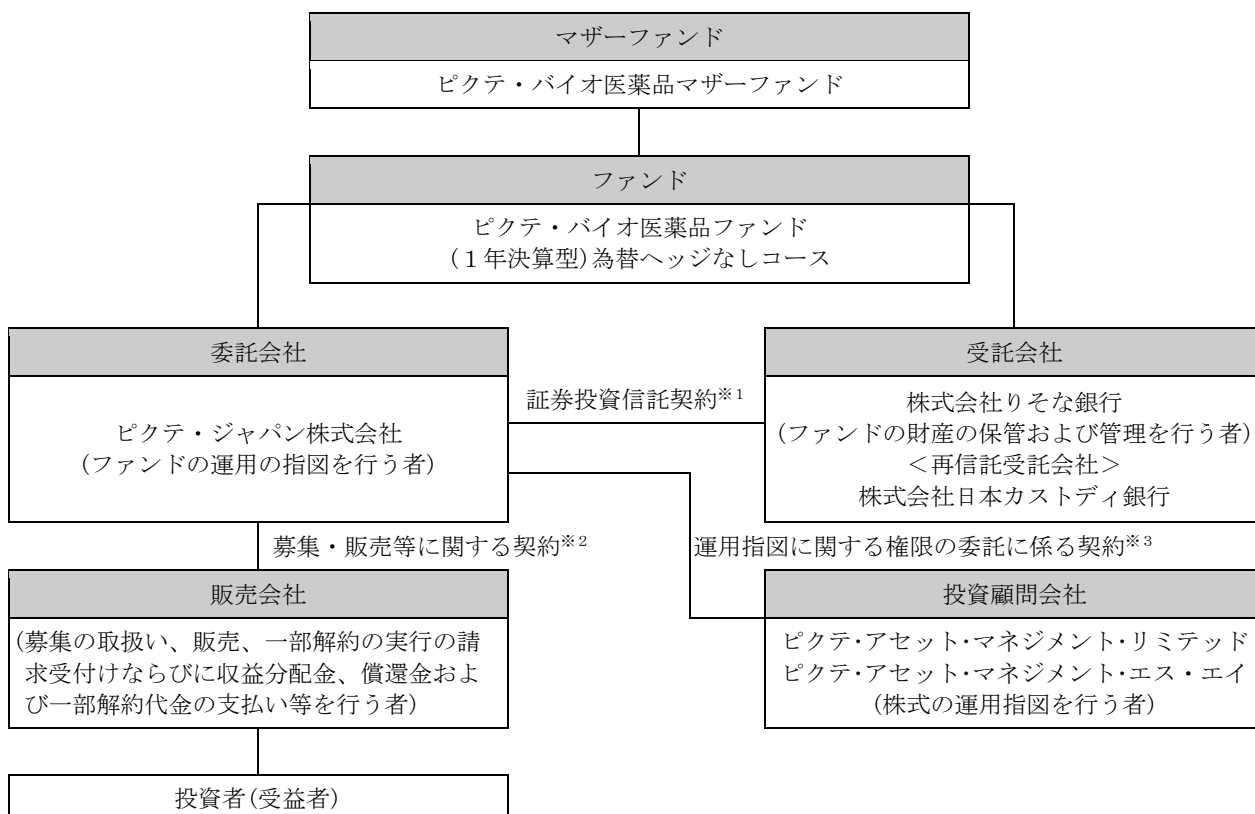 マザーファンド
ピクテ・バイオ医薬品マザーファンド
ファンド
ピクテ・バイオ医薬品ファンド
(1年決算型)為替ヘッジなしコース
委託会社
ピクテ・ジャパン株式会社
(ファンドの運用の指図を行う者)
証券投資信託契約※1
受託会社
株式会社りそな銀行
(ファンドの財産の保管および管理を行う者)
＜再信託受託会社＞
株式会社日本カストディ銀行
募集・販売等に関する契約※2
運用指図に関する権限の委託に係る契約※3
販売会社
(募集の取扱い、販売、一部解約の実行の請
求受付けならびに収益分配金、償還金およ
び一部解約代金の支払い等を行う者)
投資顧問会社
ピクテ・アセット・マネジメント・リミテッド
ピクテ・アセット・マネジメント・エス・エイ
(株式の運用指図を行う者)
投資者(受益者)